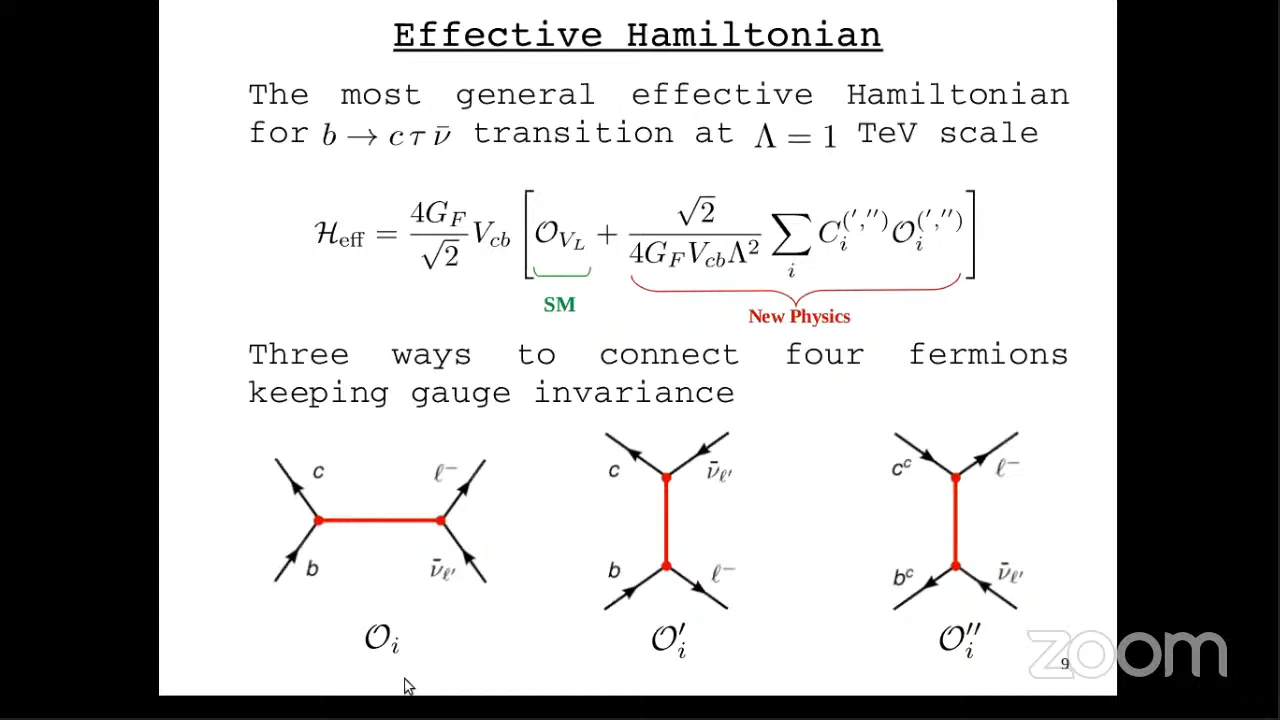 Effective Hamiltonian
The most general effective Hamiltonian
for b → c τ ν̄ transition at Λ = 1 TeV scale
ℋ_eff = 4G_F/√2 V_cb [ 𝒪_{V_L} + √2/(4G_F V_cb Λ²) ∑_i C_i^{(′,″)} 𝒪_i^{(′,″)} ]
SM
New Physics
Three ways to connect four fermions
keeping gauge invariance
c ℓ⁻ c ν̄_ℓ′ c^c ℓ⁻
b ν̄_ℓ′ b ℓ⁻ b^c ν̄_ℓ′
𝒪_i 𝒪′_i 𝒪″_i
zoom
9